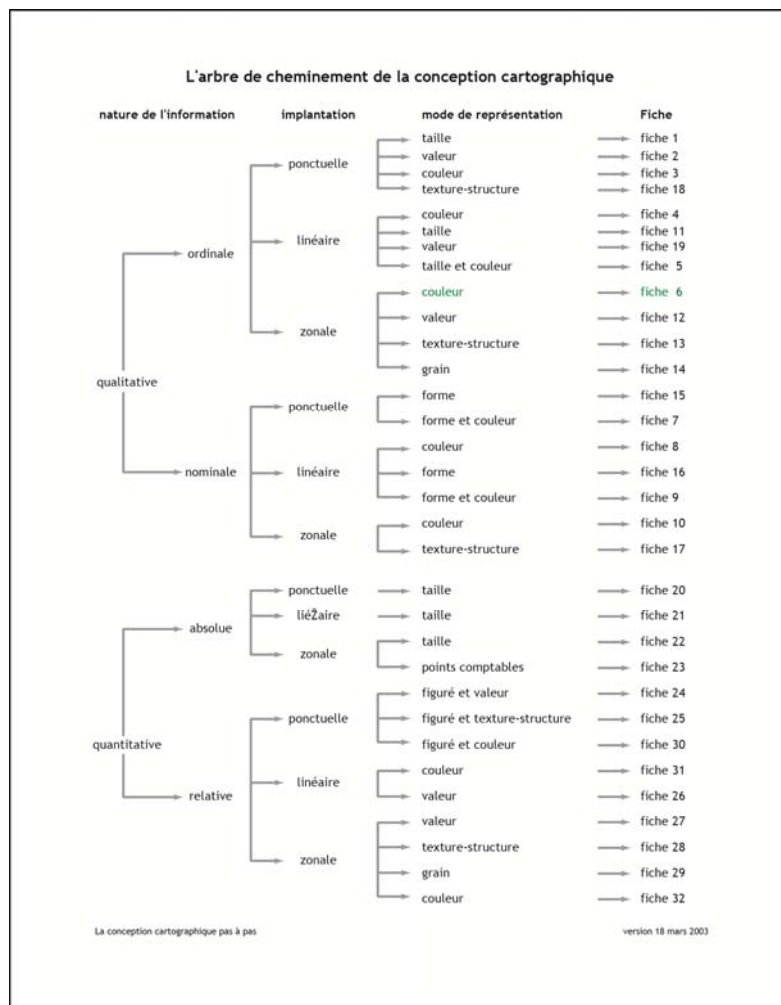 L'arbre de cheminement de la conception cartographique
nature de l'information implantation mode de représentation Fiche
taille fiche 1
valeur fiche 2
ponctuelle
couleur fiche 3
texture-structure fiche 18
couleur fiche 4
taille fiche 11
linéaire
valeur fiche 19
ordinale
taille et couleur fiche 5
couleur fiche 6
valeur fiche 12
zonale
texture-structure fiche 13
grain fiche 14
qualitative
forme fiche 15
ponctuelle
forme et couleur fiche 7
couleur fiche 8
nominale linéaire forme fiche 16
forme et couleur fiche 9
couleur fiche 10
zonale
texture-structure fiche 17
ponctuelle taille fiche 20
liéŽaire taille fiche 21
absolue
taille fiche 22
zonale
points comptables fiche 23
figuré et valeur fiche 24
ponctuelle figuré et texture-structure fiche 25
quantitative figuré et couleur fiche 30
couleur fiche 31
linéaire
relative valeur fiche 26
valeur fiche 27
texture-structure fiche 28
zonale
grain fiche 29
couleur fiche 32
La conception cartographique pas à pas version 18 mars 2003